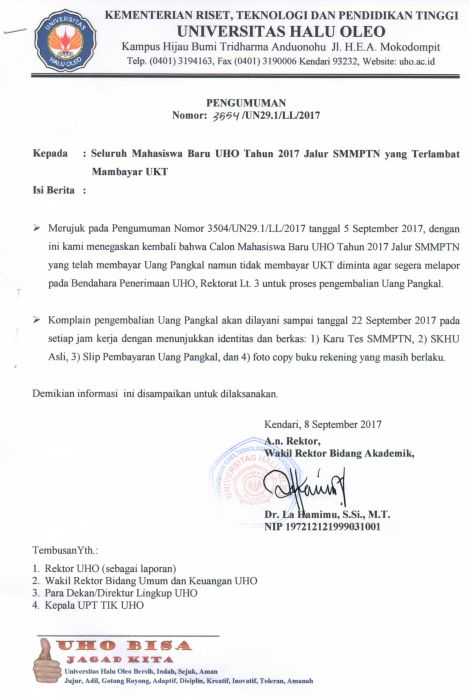 KEMENTERIAN RISET, TEKNOLOGI DAN PENDIDIKAN TINGGI
UNIVERSITAS HALU OLEO
Kampus Hijau Bumi Tridharma Anduonohu Jl. H.E.A. Mokodompit
Telp. (0401) 3194163, Fax (0401) 3190006 Kendari 93232, Website: uho.ac.id
UNIVERSITAS
HALU OLEO
PENGUMUMAN
Nomor: 3554/UN29.1/LL/2017
Kepada : Seluruh Mahasiswa Baru UHO Tahun 2017 Jalur SMMPTN yang Terlambat
Mambayar UKT
Isi Berita :
➢ Merujuk pada Pengumuman Nomor 3504/UN29.1/LL/2017 tanggal 5 September 2017, dengan
ini kami menegaskan kembali bahwa Calon Mahasiswa Baru UHO Tahun 2017 Jalur SMMPTN
yang telah membayar Uang Pangkal namun tidak membayar UKT diminta agar segera melapor
pada Bendahara Penerimaan UHO, Rektorat Lt. 3 untuk proses pengembalian Uang Pangkal.
➢ Komplain pengembalian Uang Pangkal akan dilayani sampai tanggal 22 September 2017 pada
setiap jam kerja dengan menunjukkan identitas dan berkas: 1) Karu Tes SMMPTN, 2) SKHU
Asli, 3) Slip Pembayaran Uang Pangkal, dan 4) foto copy buku rekening yang masih berlaku.
Demikian informasi ini disampaikan untuk dilaksanakan.
Kendari, 8 September 2017
A.n. Rektor,
Wakil Rektor Bidang Akademik,
UNIVERSITAS HALU
Dr. La Hamimu, S.Si., M.T.
NIP 197212121999031001
TembusanYth.:
1. Rektor UHO (sebagai laporan)
2. Wakil Rektor Bidang Umum dan Keuangan UHO
3. Para Dekan/Direktur Lingkup UHO
4. Kepala UPT TIK UHO
UHO BISA
JAGAD KITA
Universitas Halu Oleo Bersih, Indah, Sejuk, Aman
Jujur, Adil, Gotong Royong, Adaptif, Disiplin, Kreatif, Inovatif, Toleran, Amanah